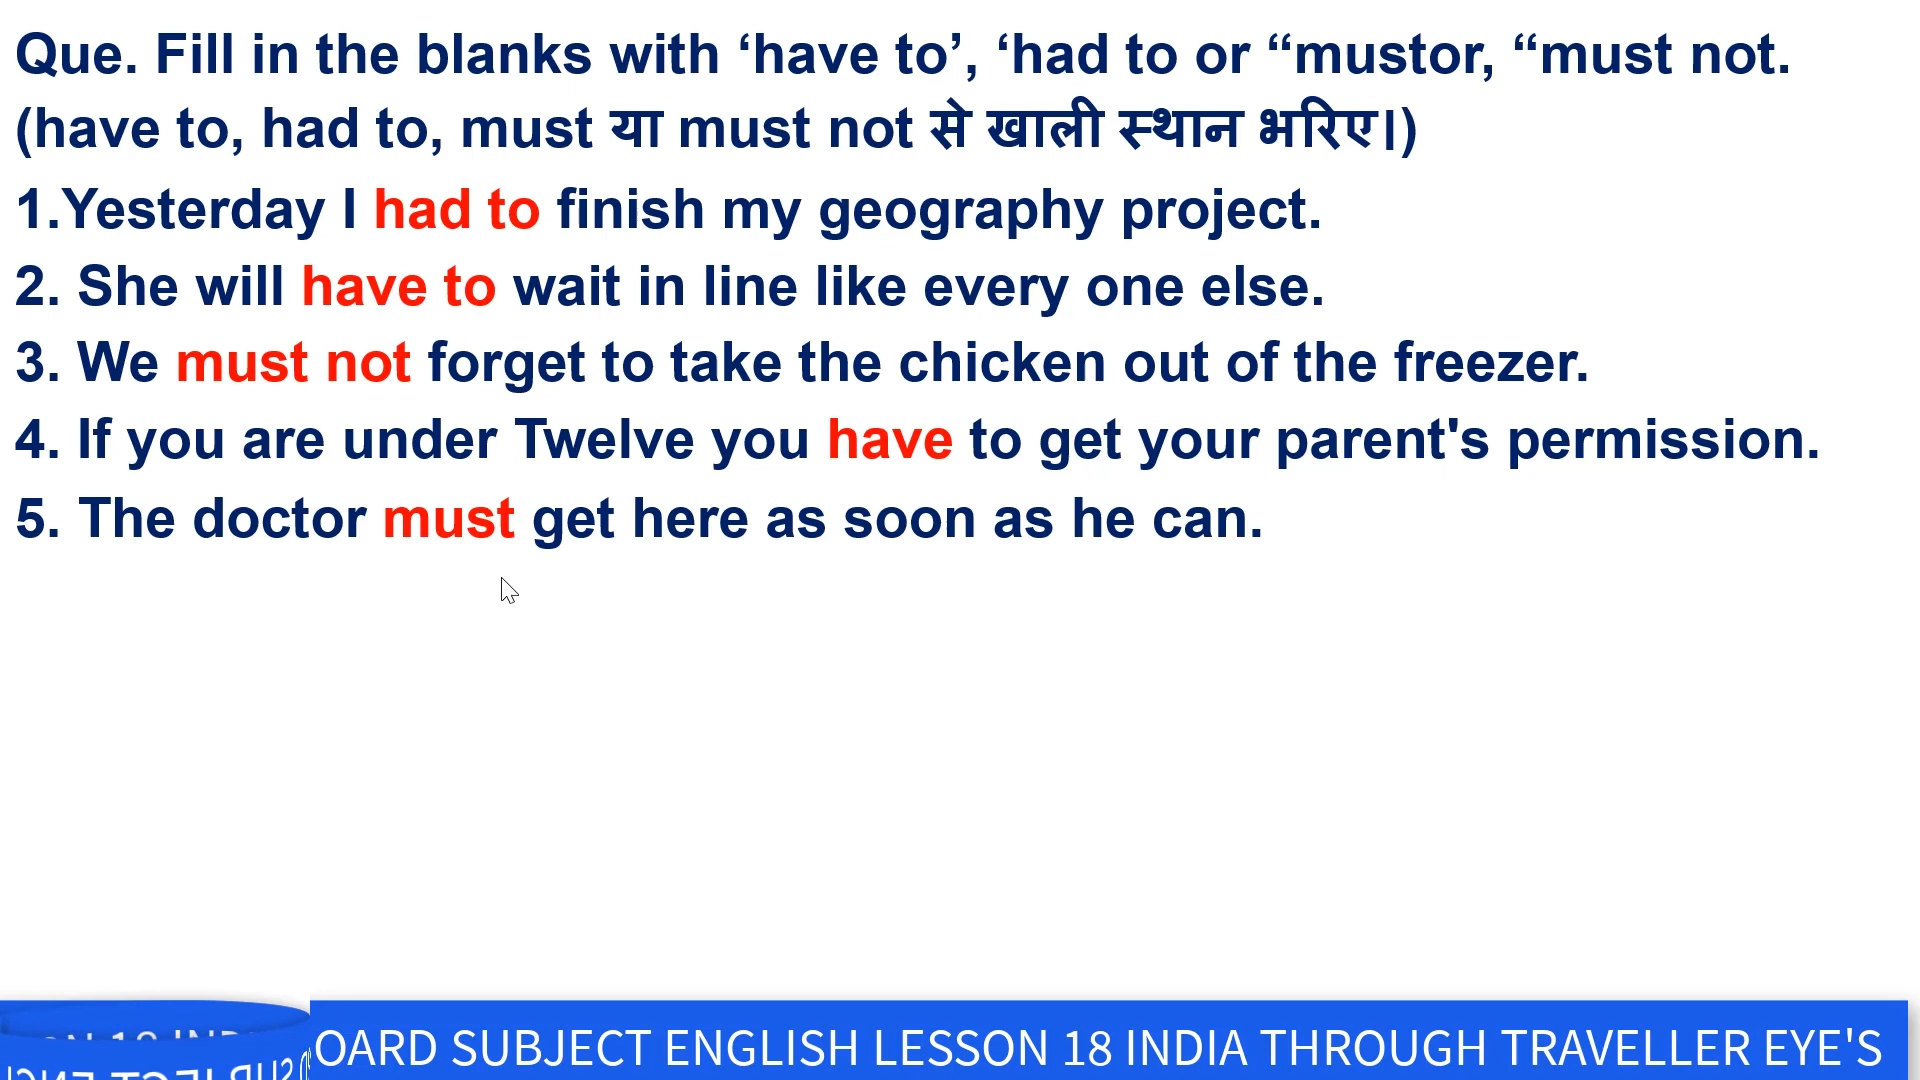 Que. Fill in the blanks with ‘have to’, ‘had to or “mustor, “must not.
(have to, had to, must या must not से खाली स्थान भरिए।)
1.Yesterday I had to finish my geography project.
2. She will have to wait in line like every one else.
3. We must not forget to take the chicken out of the freezer.
4. If you are under Twelve you have to get your parent's permission.
5. The doctor must get here as soon as he can.
OARD SUBJECT ENGLISH LESSON 18 INDIA THROUGH TRAVELLER EYE'S